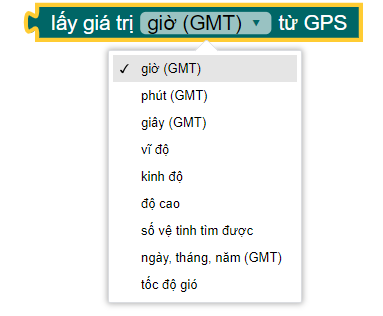 lấy giá trị giờ (GMT) ▼ từ GPS
✓ giờ (GMT)
phút (GMT)
giây (GMT)
vĩ độ
kinh độ
độ cao
số vệ tinh tìm được
ngày, tháng, năm (GMT)
tốc độ gió